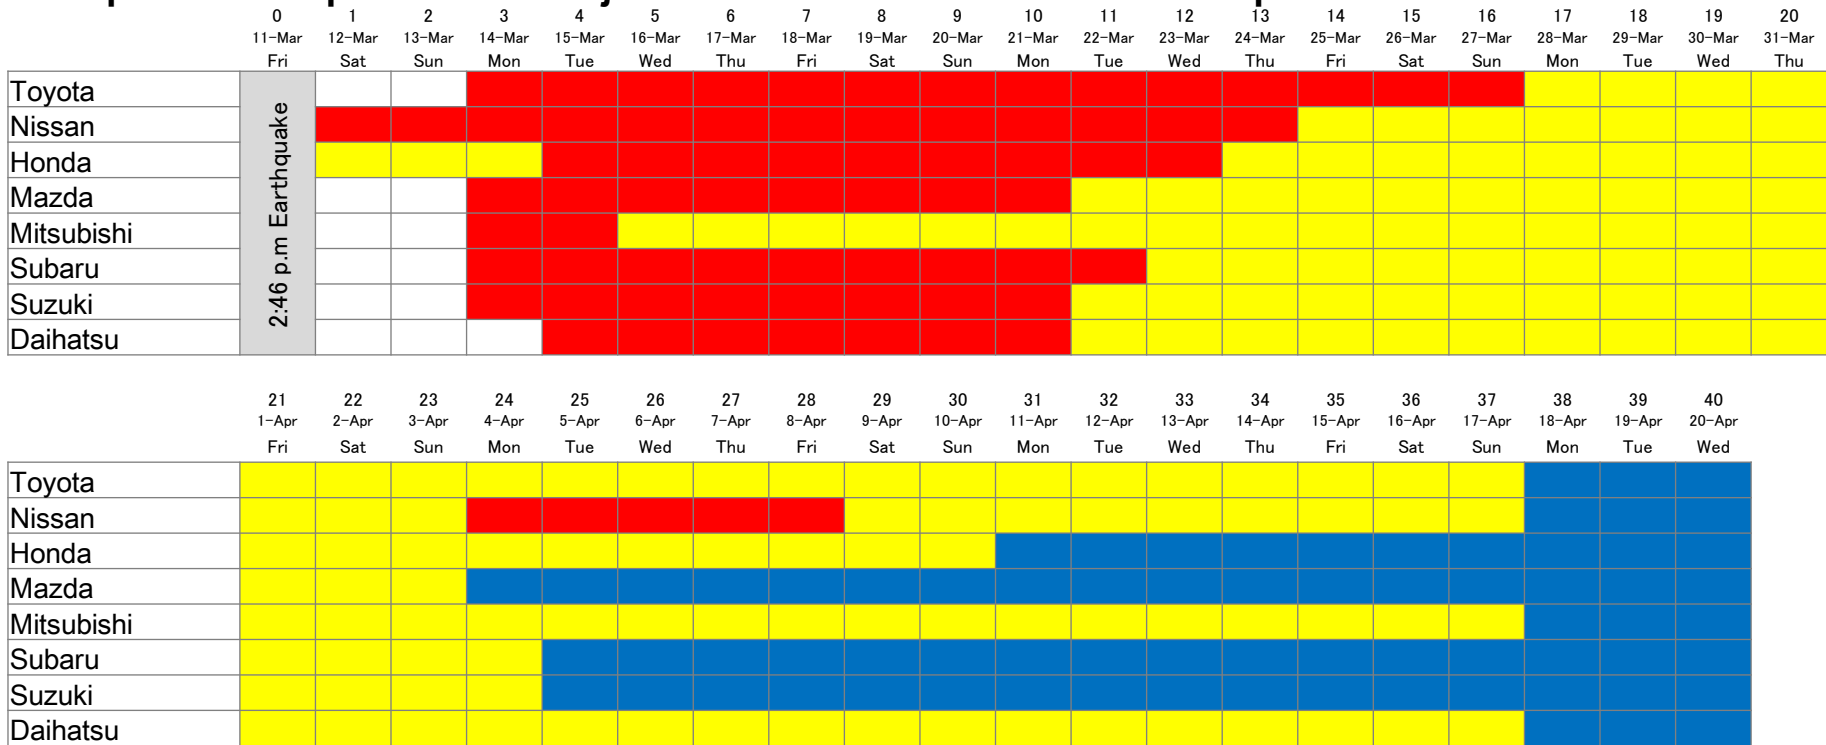 0 1 2 3 4 5 6 7 8 9 10 11 12 13 14 15 16 17 18 19 20
11-Mar 12-Mar 13-Mar 14-Mar 15-Mar 16-Mar 17-Mar 18-Mar 19-Mar 20-Mar 21-Mar 22-Mar 23-Mar 24-Mar 25-Mar 26-Mar 27-Mar 28-Mar 29-Mar 30-Mar 31-Mar
Fri Sat Sun Mon Tue Wed Thu Fri Sat Sun Mon Tue Wed Thu Fri Sat Sun Mon Tue Wed Thu
2:46 p.m Earthquake
Toyota
Nissan
Honda
Mazda
Mitsubishi
Subaru
Suzuki
Daihatsu
21 22 23 24 25 26 27 28 29 30 31 32 33 34 35 36 37 38 39 40
1-Apr 2-Apr 3-Apr 4-Apr 5-Apr 6-Apr 7-Apr 8-Apr 9-Apr 10-Apr 11-Apr 12-Apr 13-Apr 14-Apr 15-Apr 16-Apr 17-Apr 18-Apr 19-Apr 20-Apr
Fri Sat Sun Mon Tue Wed Thu Fri Sat Sun Mon Tue Wed Thu Fri Sat Sun Mon Tue Wed
Toyota
Nissan
Honda
Mazda
Mitsubishi
Subaru
Suzuki
Daihatsu